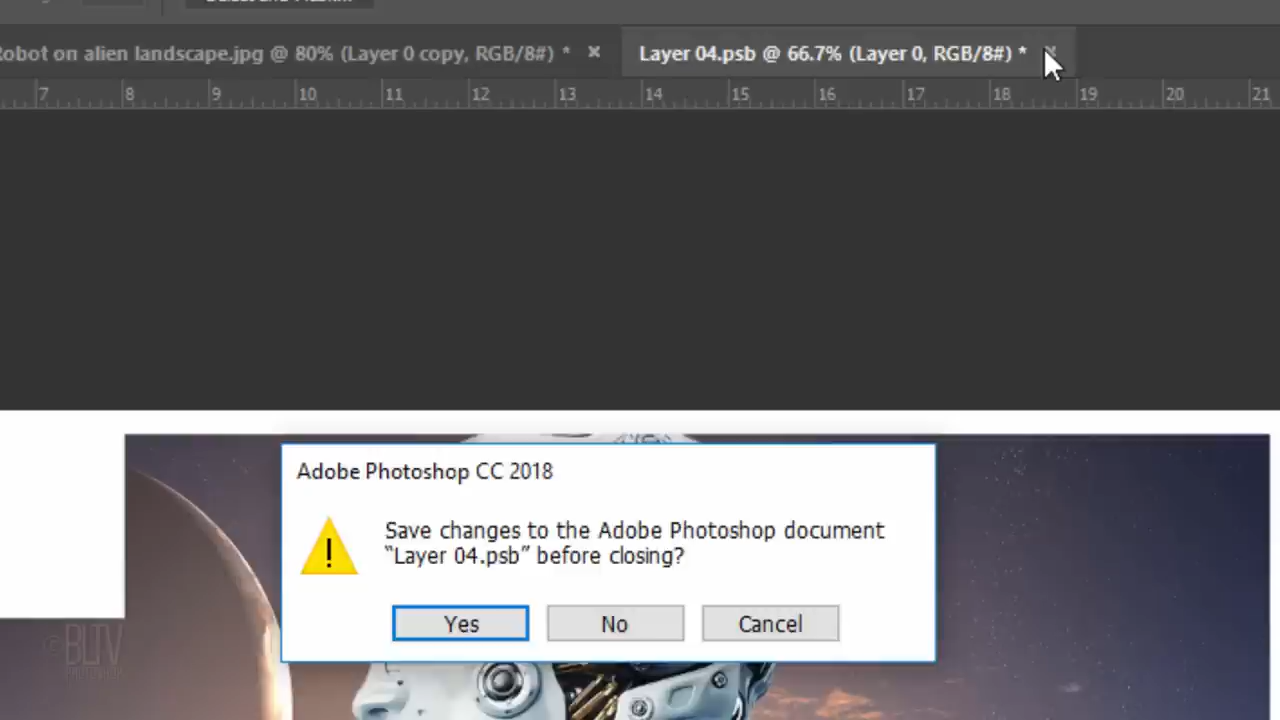 Robot on alien landscape.jpg @ 80% (Layer 0 copy, RGB/8#) * ×
Layer 04.psb @ 66.7% (Layer 0, RGB/8#) * ×
7 8 9 10 11 12 13 14 15 16 17 18 19 20 21
Adobe Photoshop CC 2018
Save changes to the Adobe Photoshop document
“Layer 04.psb” before closing?
Yes No Cancel
© BLTV